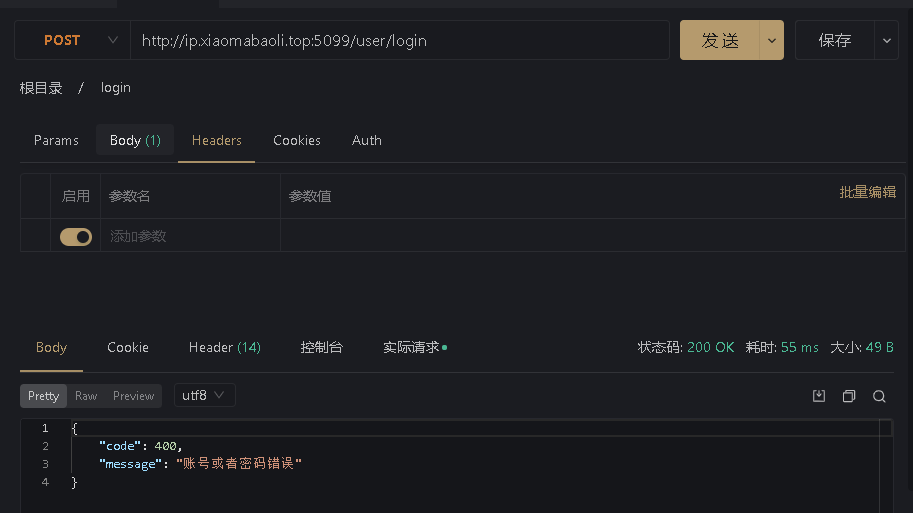 POST http://ip.xiaomabaoli.top:5099/user/login 发送 保存
根目录 / login
Params Body (1) Headers Cookies Auth
启用 参数名 参数值 批量编辑
添加参数
Body Cookie Header (14) 控制台 实际请求 状态码: 200 OK 耗时: 55 ms 大小: 49 B
Pretty Raw Preview utf8
1 {
2 "code": 400,
3 "message": "账号或者密码错误"
4 }